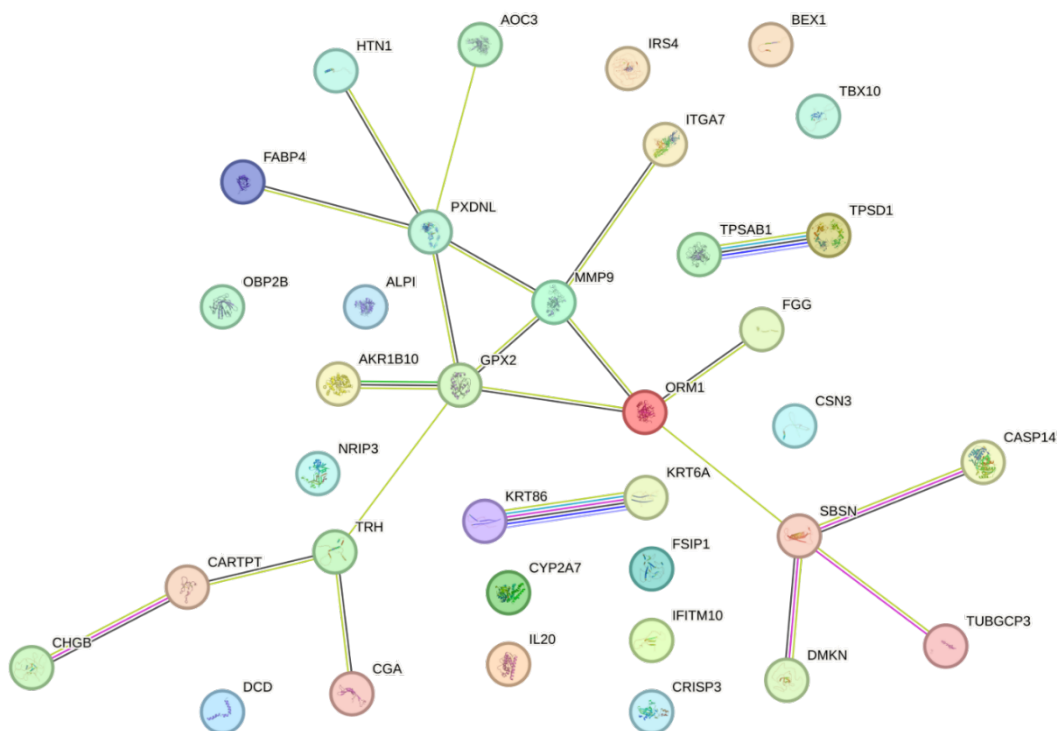 AOC3
BEX1
HTN1
IRS4
TBX10
ITGA7
FABP4
PXDNL
TPSAB1
TPSD1
OBP2B
ALPI
MMP9
FGG
AKR1B10
GPX2
ORM1
CSN3
CASP14
NRIP3
KRT86
KRT6A
SBSN
TRH
CARTPT
CYP2A7
FSIP1
CHGB
IFITM10
TUBGCP3
IL20
CGA
DMKN
DCD
CRISP3